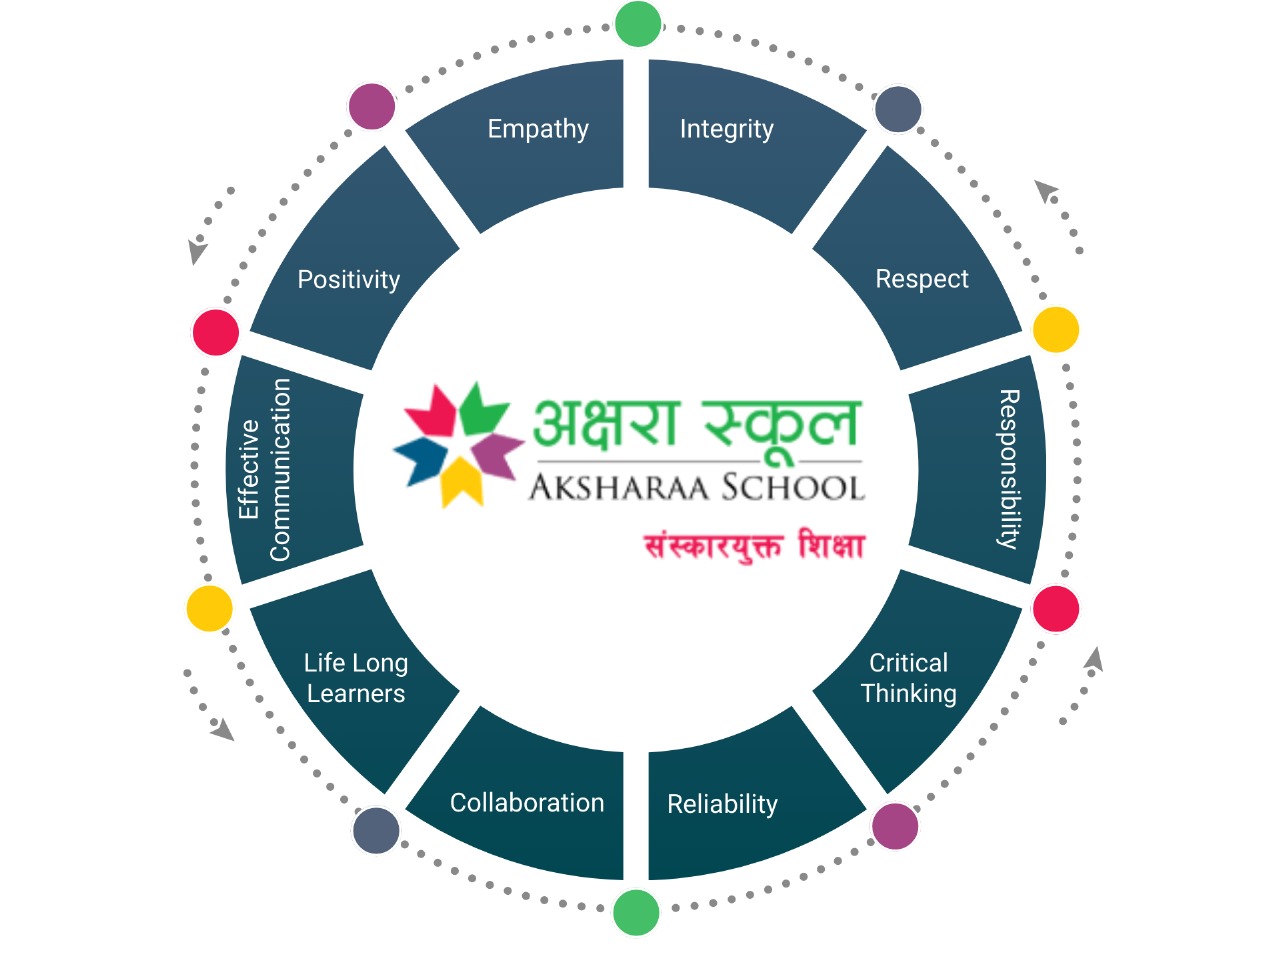 Empathy
Integrity
Positivity
Respect
Effective
Communication
Responsibility
अक्षरा स्कूल
AKSHARAA SCHOOL
संस्कारयुक्त शिक्षा
Life Long
Learners
Critical
Thinking
Collaboration
Reliability